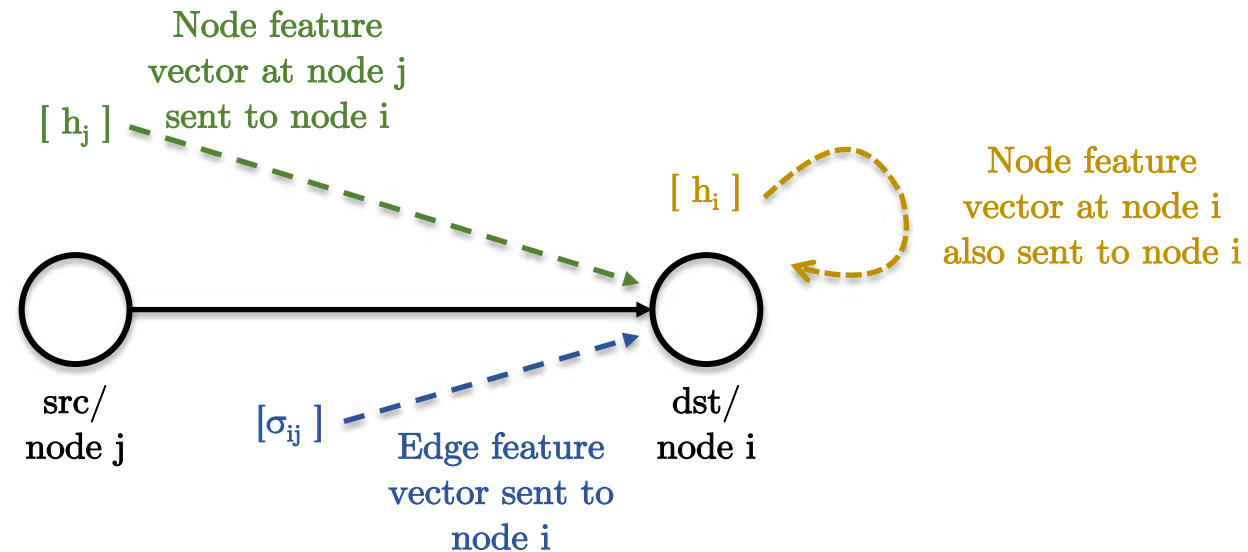 Node feature
vector at node j
sent to node i
[ hⱼ ]
[ hᵢ ]
Node feature
vector at node i
also sent to node i
src/
node j
dst/
node i
[σᵢⱼ ]
Edge feature
vector sent to
node i